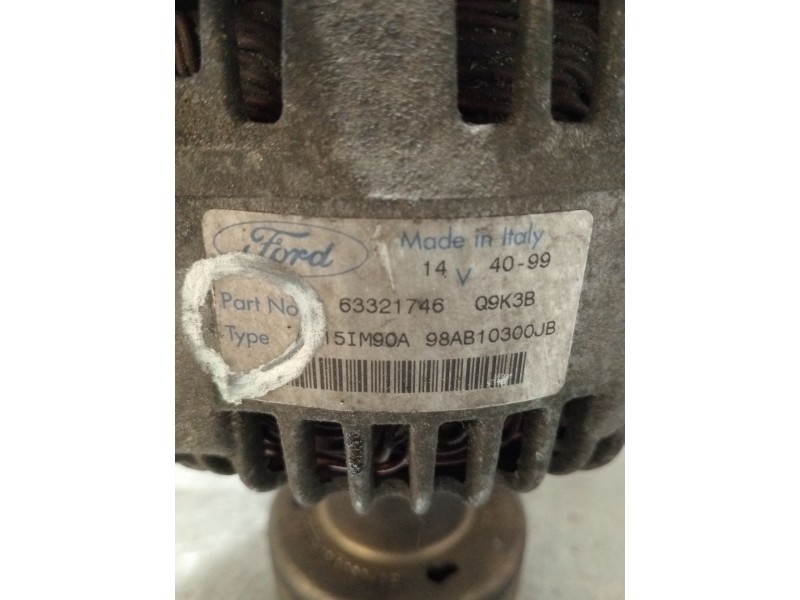 Ford Made in Italy
14 V 40-99
Part No 63321746 Q9K3B
Type 15IM90A 98AB10300JB